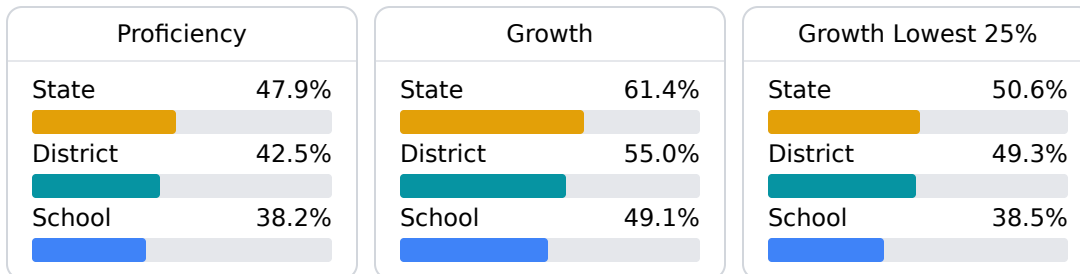 Proficiency
State 47.9%
District 42.5%
School 38.2%
Growth
State 61.4%
District 55.0%
School 49.1%
Growth Lowest 25%
State 50.6%
District 49.3%
School 38.5%